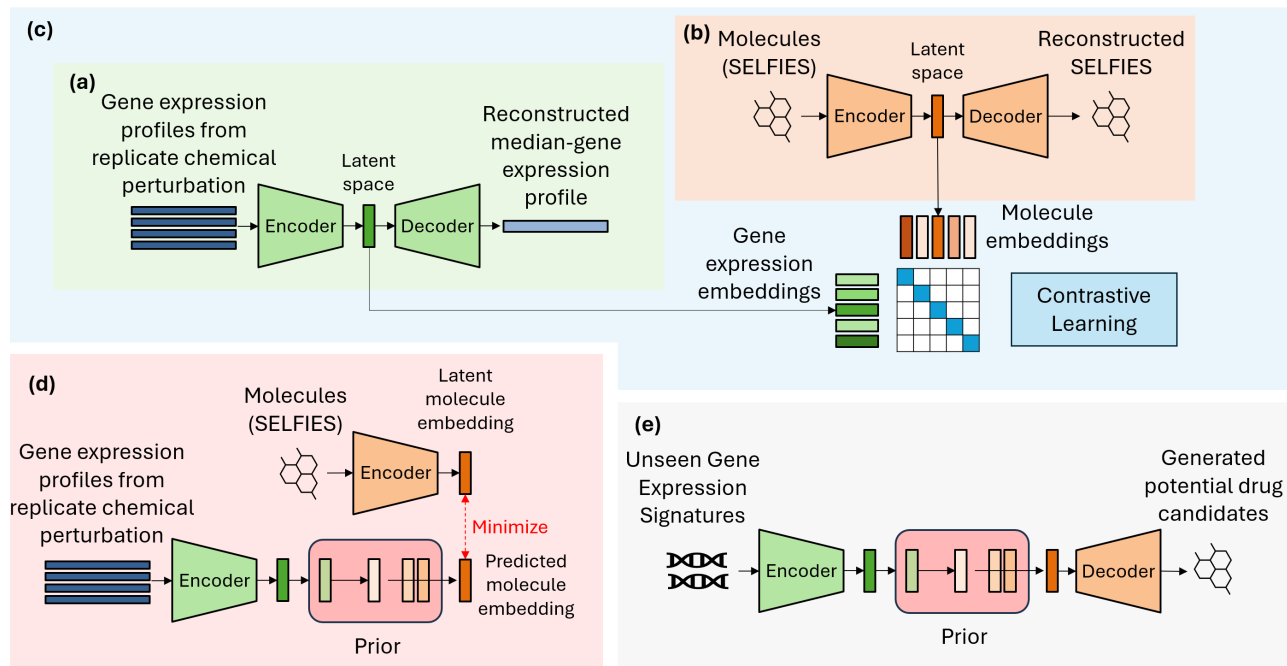 (c)
(a)
Gene expression
profiles from
replicate chemical
perturbation
Encoder
Latent
space
Decoder
Reconstructed
median-gene
expression
profile
(b)
Molecules
(SELFIES)
Encoder
Latent
space
Decoder
Reconstructed
SELFIES
Molecule
embeddings
Gene
expression
embeddings
Contrastive
Learning
(d)
Molecules
(SELFIES)
Encoder
Latent
molecule
embedding
Minimize
Gene expression
profiles from
replicate chemical
perturbation
Encoder
Prior
Predicted
molecule
embedding
(e)
Unseen Gene
Expression
Signatures
Encoder
Prior
Decoder
Generated
potential drug
candidates